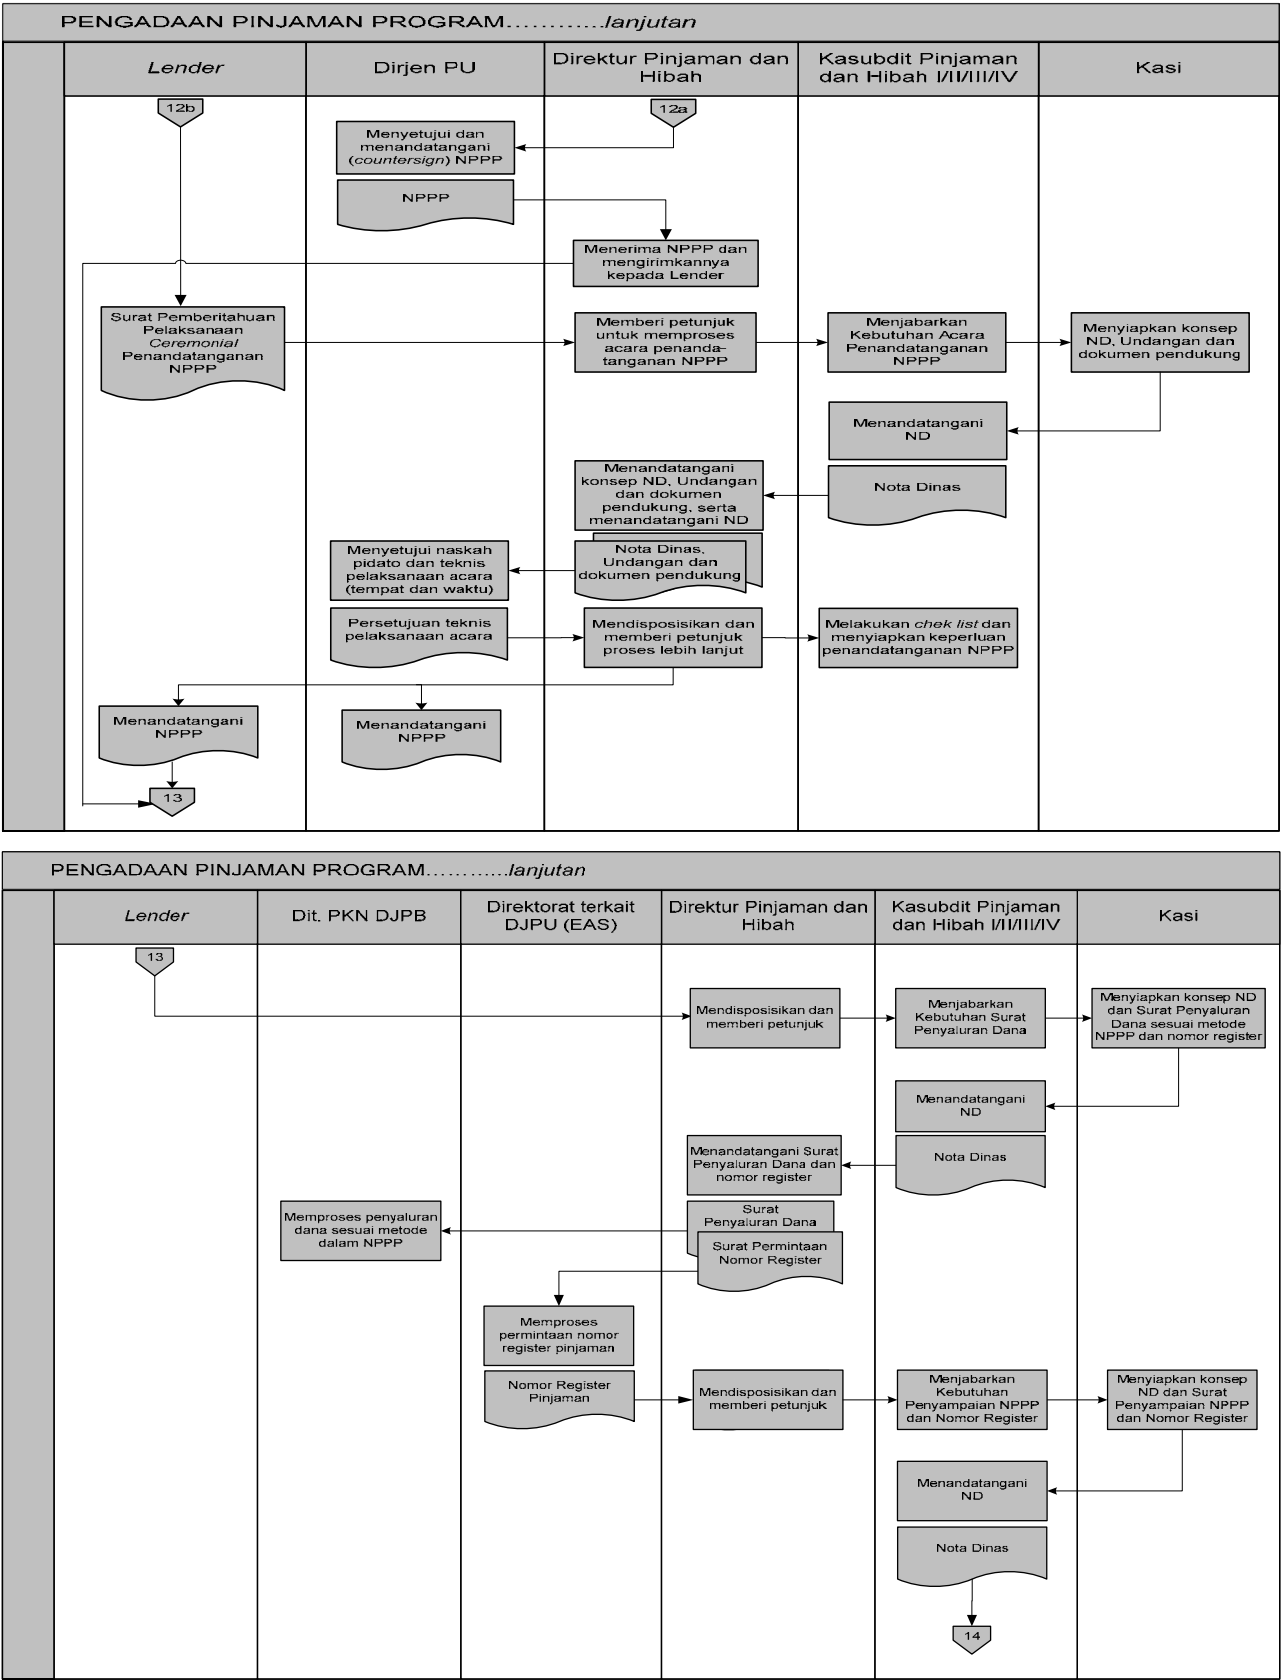 PENGADAAN PINJAMAN PROGRAM............lanjutan
Lender
Dirjen PU
Direktur Pinjaman dan
Hibah
Kasubdit Pinjaman
dan Hibah I/II/III/IV
Kasi
12b
12a
Menyetujui dan
menandatangani
(countersign) NPPP
NPPP
Menerima NPPP dan
mengirimkannya
kepada Lender
Surat Pemberitahuan
Pelaksanaan
Ceremonial
Penandatanganan
NPPP
Memberi petunjuk
untuk memproses
acara penanda-
tanganan NPPP
Menjabarkan
Kebutuhan Acara
Penandatanganan
NPPP
Menyiapkan konsep
ND, Undangan dan
dokumen pendukung
Menandatangani
ND
Nota Dinas
Menandatangani
konsep ND, Undangan
dan dokumen
pendukung, serta
menandatangani ND
Nota Dinas,
Undangan dan
dokumen pendukung
Menyetujui naskah
pidato dan teknis
pelaksanaan acara
(tempat dan waktu)
Persetujuan teknis
pelaksanaan acara
Mendisposisikan dan
memberi petunjuk
proses lebih lanjut
Melakukan chek list dan
menyiapkan keperluan
penandatanganan NPPP
Menandatangani
NPPP
Menandatangani
NPPP
13
PENGADAAN PINJAMAN PROGRAM............lanjutan
Lender
Dit. PKN DJPB
Direktorat terkait
DJPU (EAS)
Direktur Pinjaman dan
Hibah
Kasubdit Pinjaman
dan Hibah I/II/III/IV
Kasi
13
Mendisposisikan dan
memberi petunjuk
Menjabarkan
Kebutuhan Surat
Penyaluran Dana
Menyiapkan konsep ND
dan Surat Penyaluran
Dana sesuai metode
NPPP dan nomor register
Menandatangani
ND
Nota Dinas
Menandatangani Surat
Penyaluran Dana dan
nomor register
Surat
Penyaluran Dana
Surat Permintaan
Nomor Register
Memproses penyaluran
dana sesuai metode
dalam NPPP
Memproses
permintaan nomor
register pinjaman
Nomor Register
Pinjaman
Mendisposisikan dan
memberi petunjuk
Menjabarkan
Kebutuhan
Penyampaian NPPP
dan Nomor Register
Menyiapkan konsep
ND dan Surat
Penyampaian NPPP
dan Nomor Register
Menandatangani
ND
Nota Dinas
14